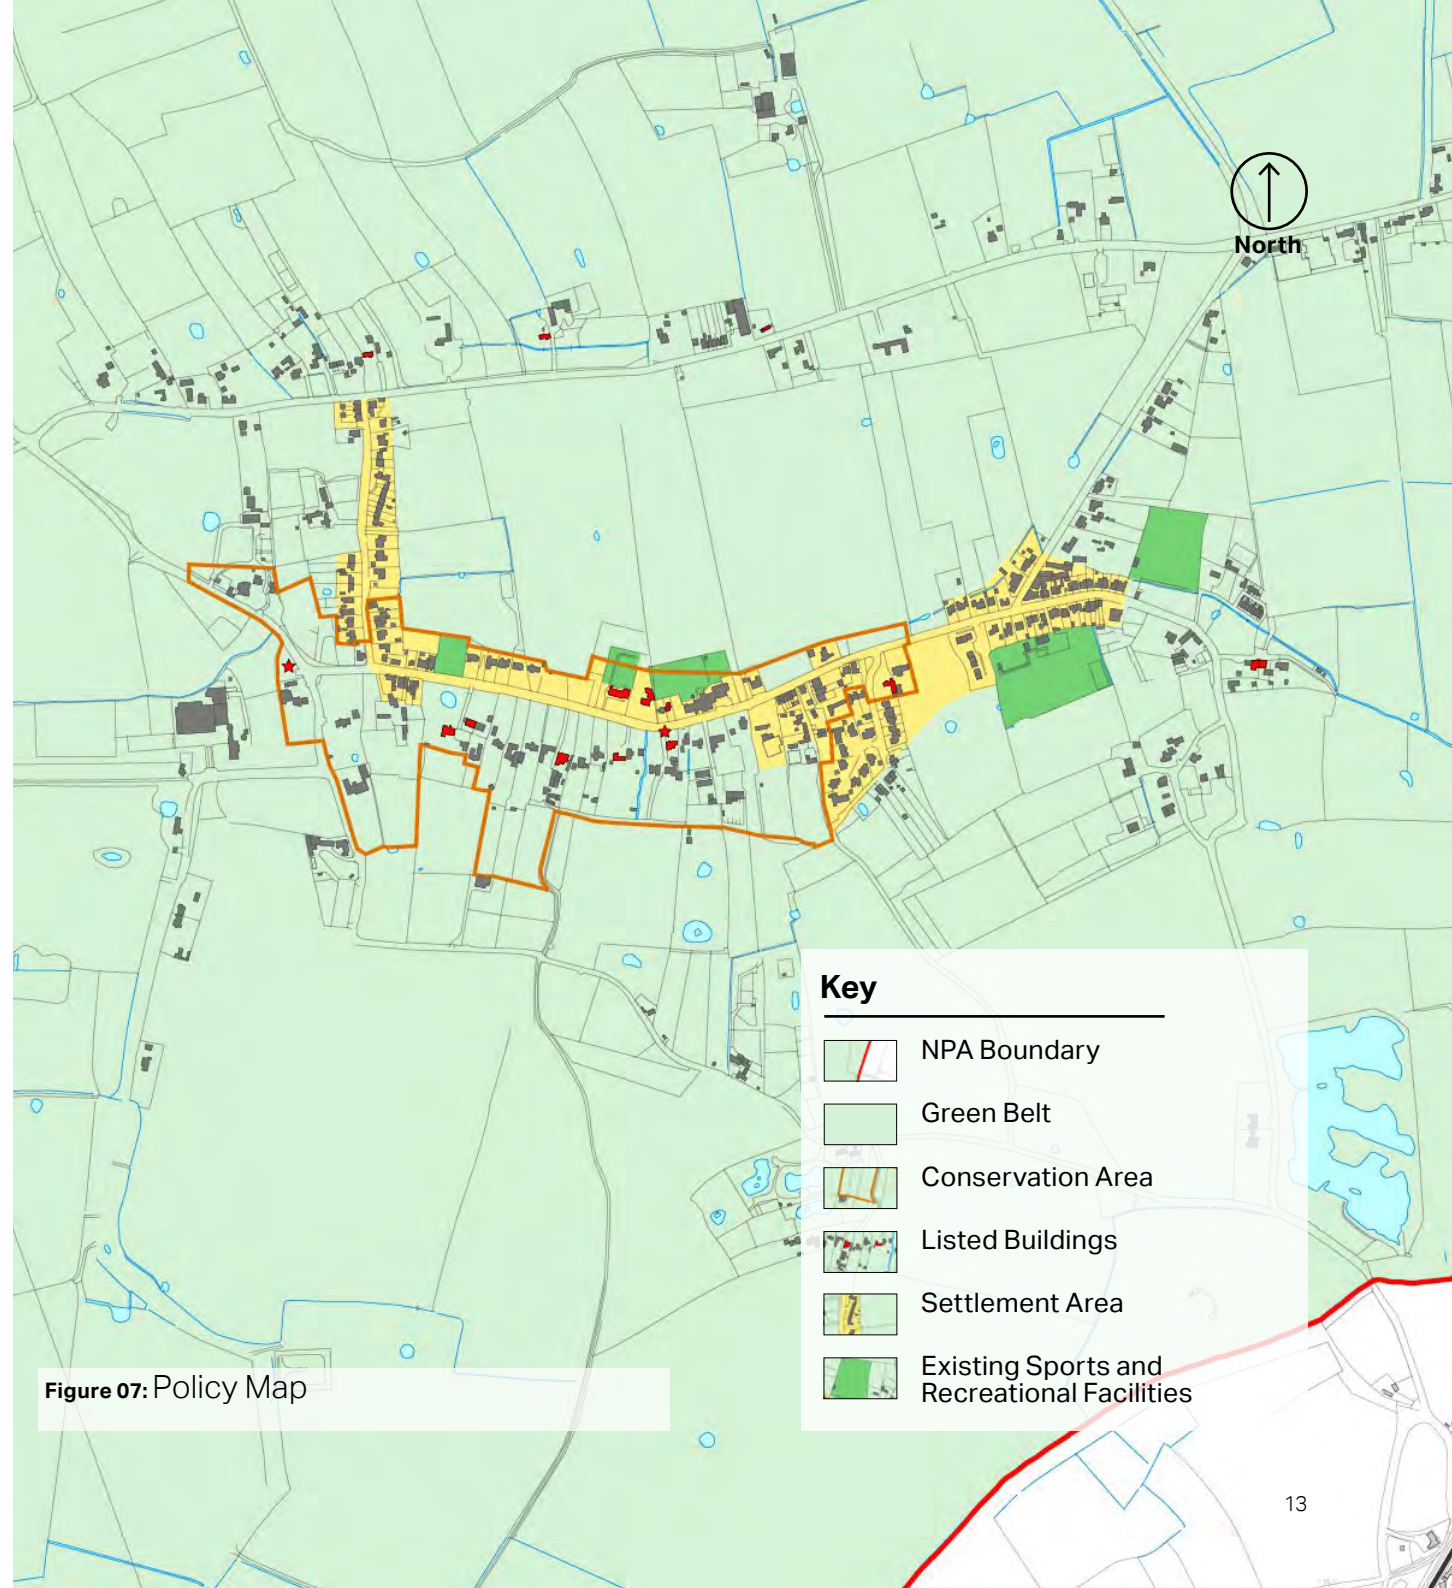 North
Key
NPA Boundary
Green Belt
Conservation Area
Listed Buildings
Settlement Area
Existing Sports and
Recreational Facilities
Figure 07: Policy Map
13